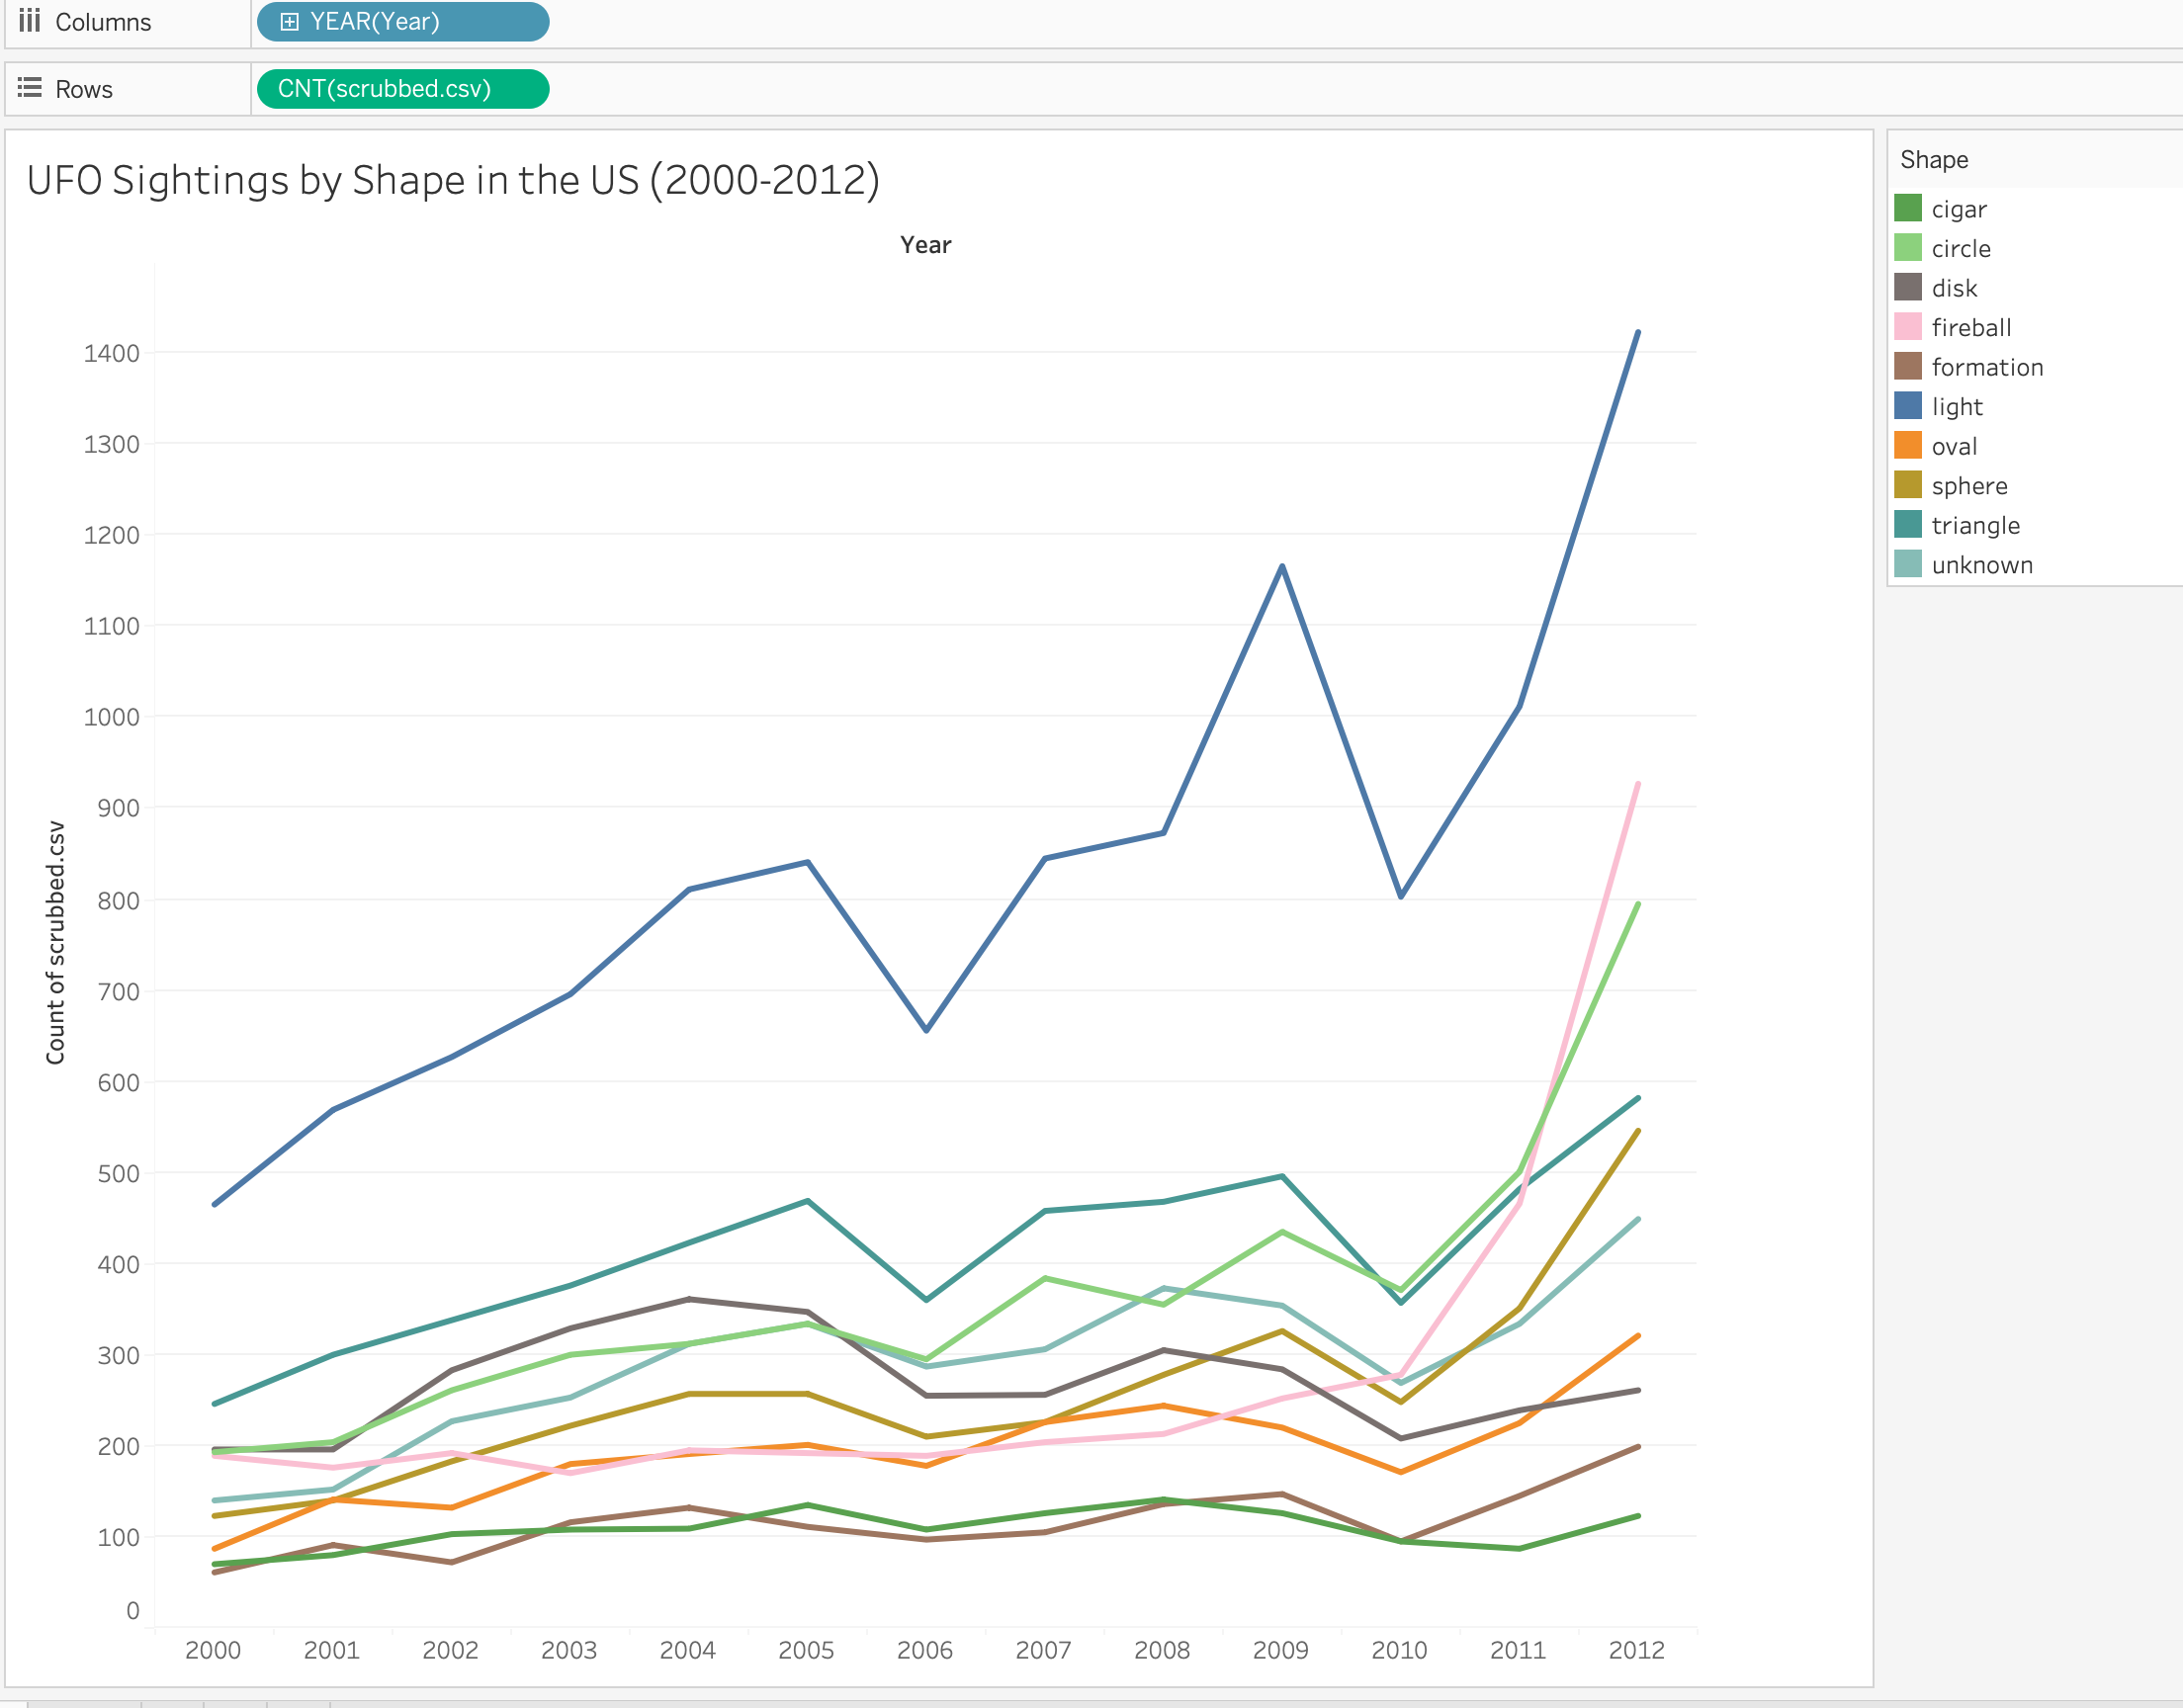 Columns
YEAR(Year)
Rows
CNT(scrubbed.csv)
UFO Sightings by Shape in the US (2000-2012)
Year
1400
1300
1200
1100
1000
900
800
700
600
500
400
300
200
100
0
Count of scrubbed.csv
2000 2001 2002 2003 2004 2005 2006 2007 2008 2009 2010 2011 2012
Shape
cigar
circle
disk
fireball
formation
light
oval
sphere
triangle
unknown